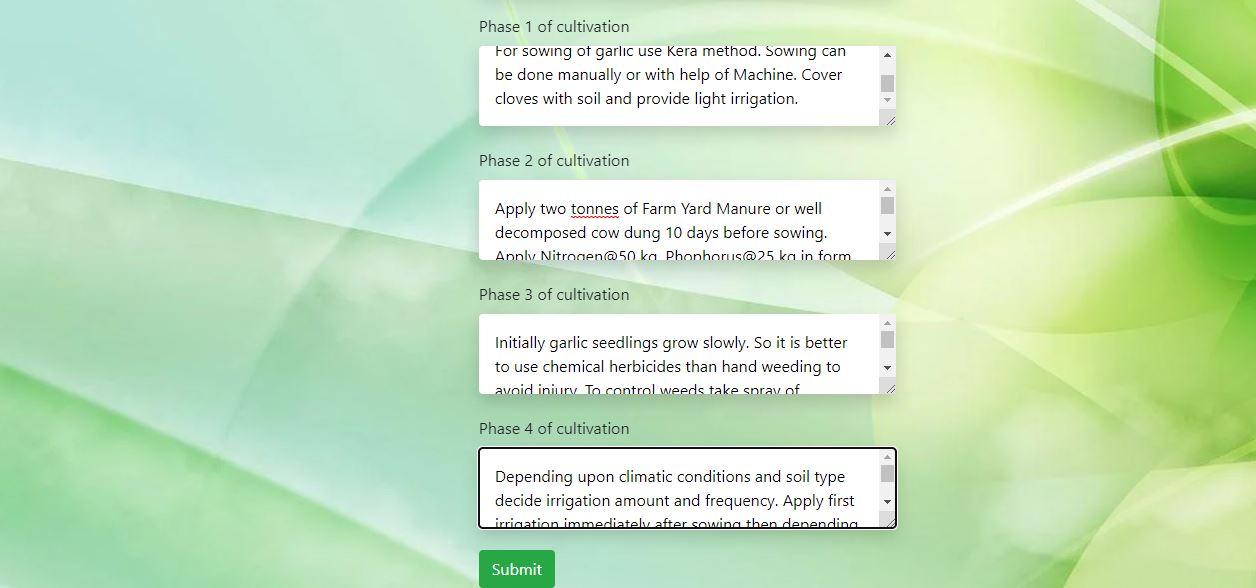 Phase 1 of cultivation
For sowing of garlic use Kera method. Sowing can
be done manually or with help of Machine. Cover
cloves with soil and provide light irrigation.
Phase 2 of cultivation
Apply two tonnes of Farm Yard Manure or well
decomposed cow dung 10 days before sowing.
Apply Nitrogen@50 kg, Phophorus@25 kg in form
Phase 3 of cultivation
Initially garlic seedlings grow slowly. So it is better
to use chemical herbicides than hand weeding to
avoid injury. To control weeds take spray of
Phase 4 of cultivation
Depending upon climatic conditions and soil type
decide irrigation amount and frequency. Apply first
irrigation immediately after sowing then depending
Submit